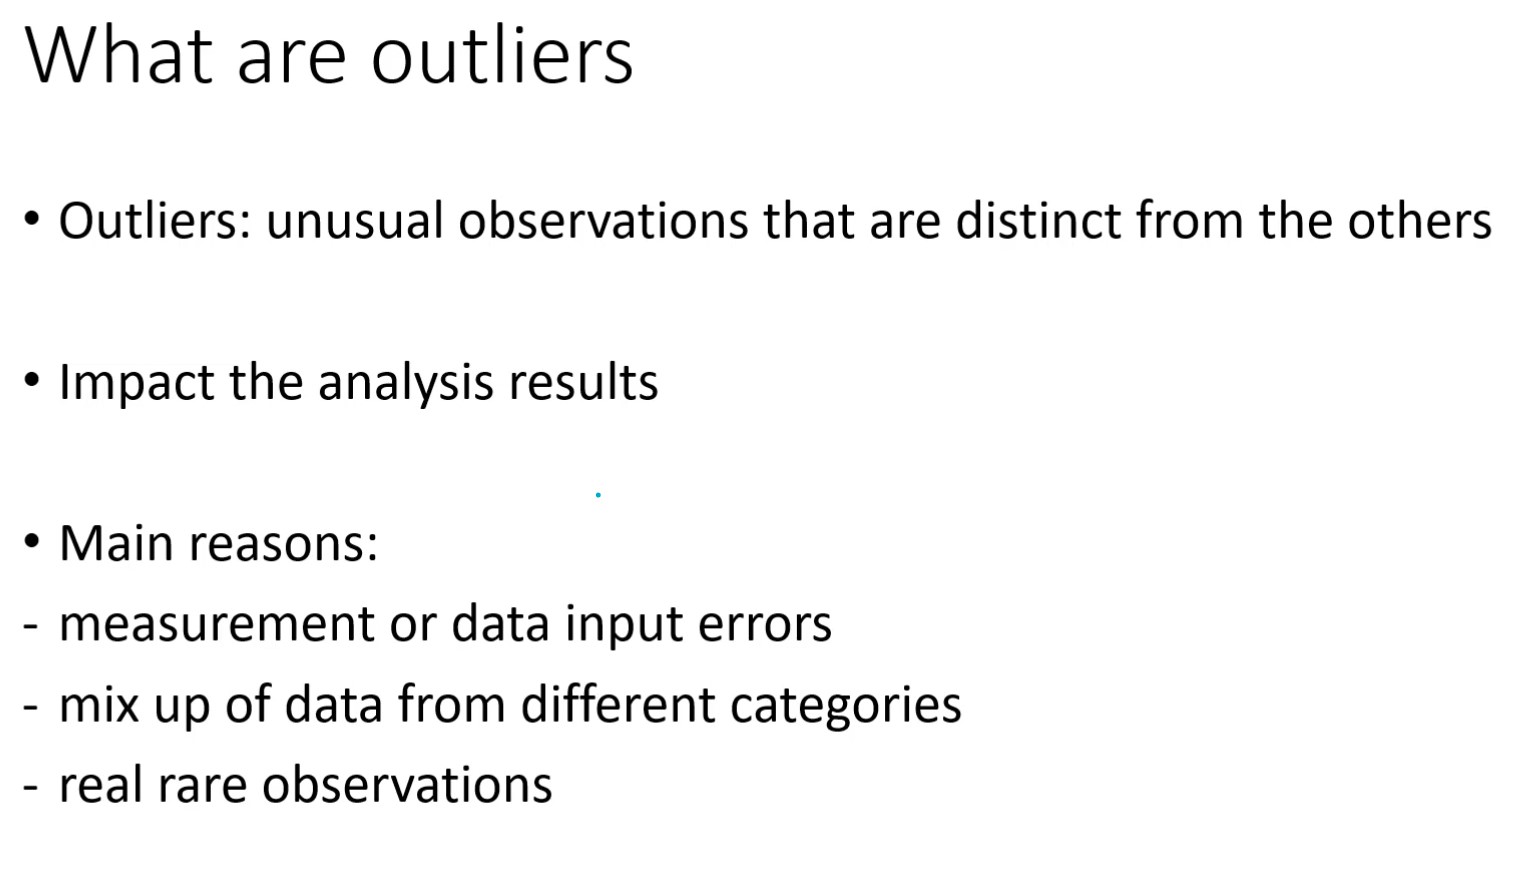 What are outliers
• Outliers: unusual observations that are distinct from the others
• Impact the analysis results
• Main reasons:
- measurement or data input errors
- mix up of data from different categories
- real rare observations